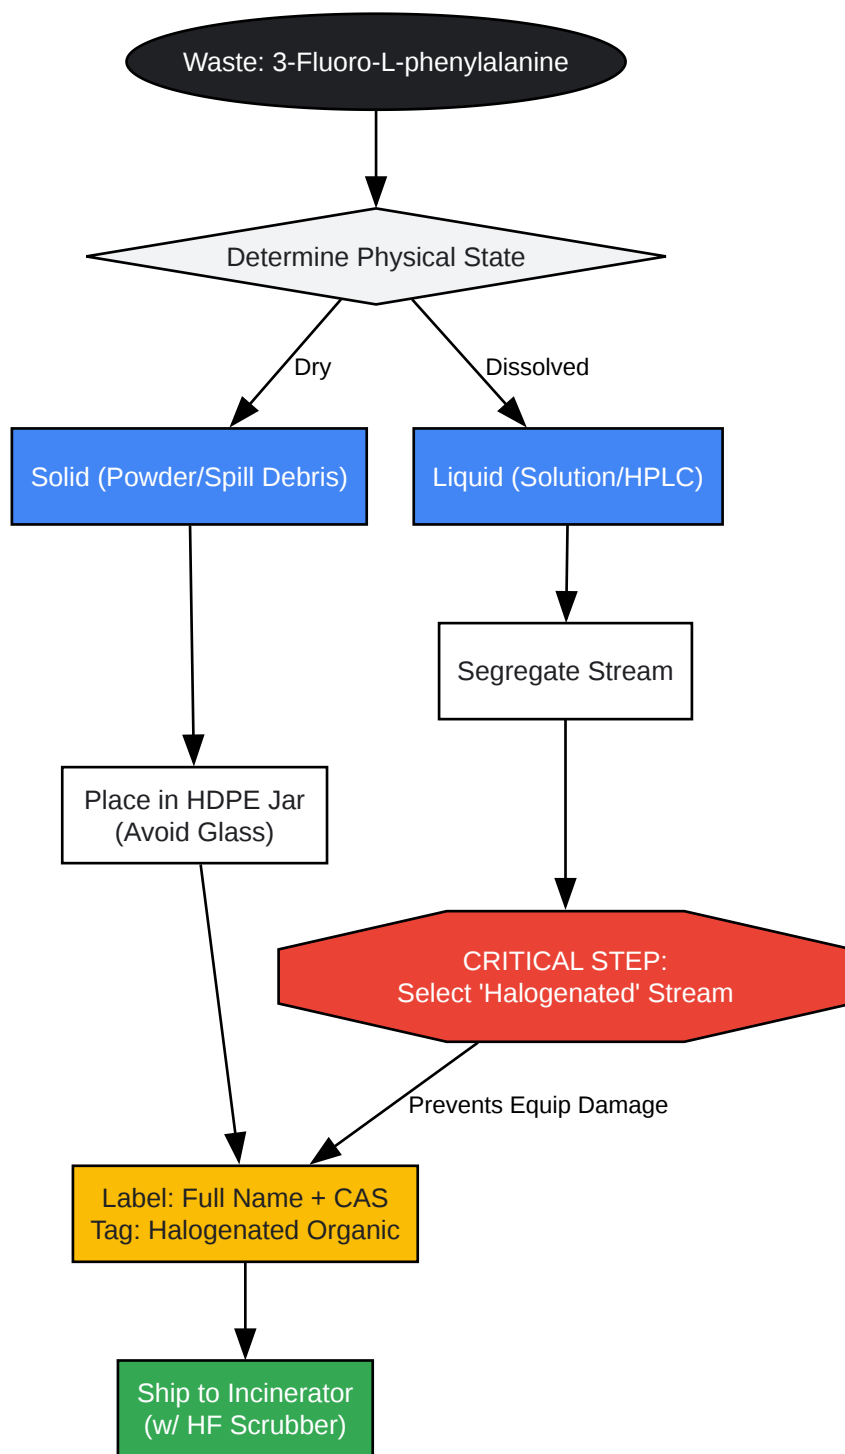 Waste: 3-Fluoro-L-phenylalanine
Determine Physical State
Dry
Dissolved
Solid (Powder/Spill Debris)
Liquid (Solution/HPLC)
Segregate Stream
Place in HDPE Jar
(Avoid Glass)
CRITICAL STEP:
Select 'Halogenated' Stream
Prevents Equip Damage
Label: Full Name + CAS
Tag: Halogenated Organic
Ship to Incinerator
(w/ HF Scrubber)